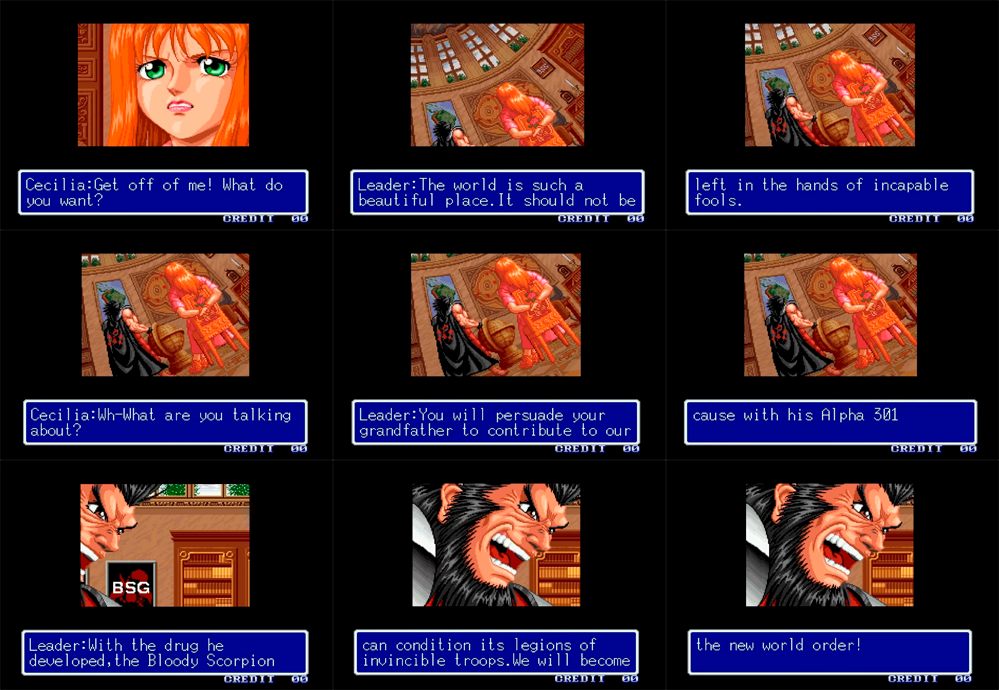 Cecilia:Get off of me! What do
you want?
CREDIT 00
BSG
Leader:The world is such a
beautiful place.It should not be
CREDIT 00
BSG
left in the hands of incapable
fools.
CREDIT 00
Cecilia:Wh-What are you talking
about?
CREDIT 00
Leader:You will persuade your
grandfather to contribute to our
CREDIT 00
cause with his Alpha 301
CREDIT 00
BSG
Leader:With the drug he
developed,the Bloody Scorpion
CREDIT 00
can condition its legions of
invincible troops.We will become
CREDIT 00
the new world order!
CREDIT 00